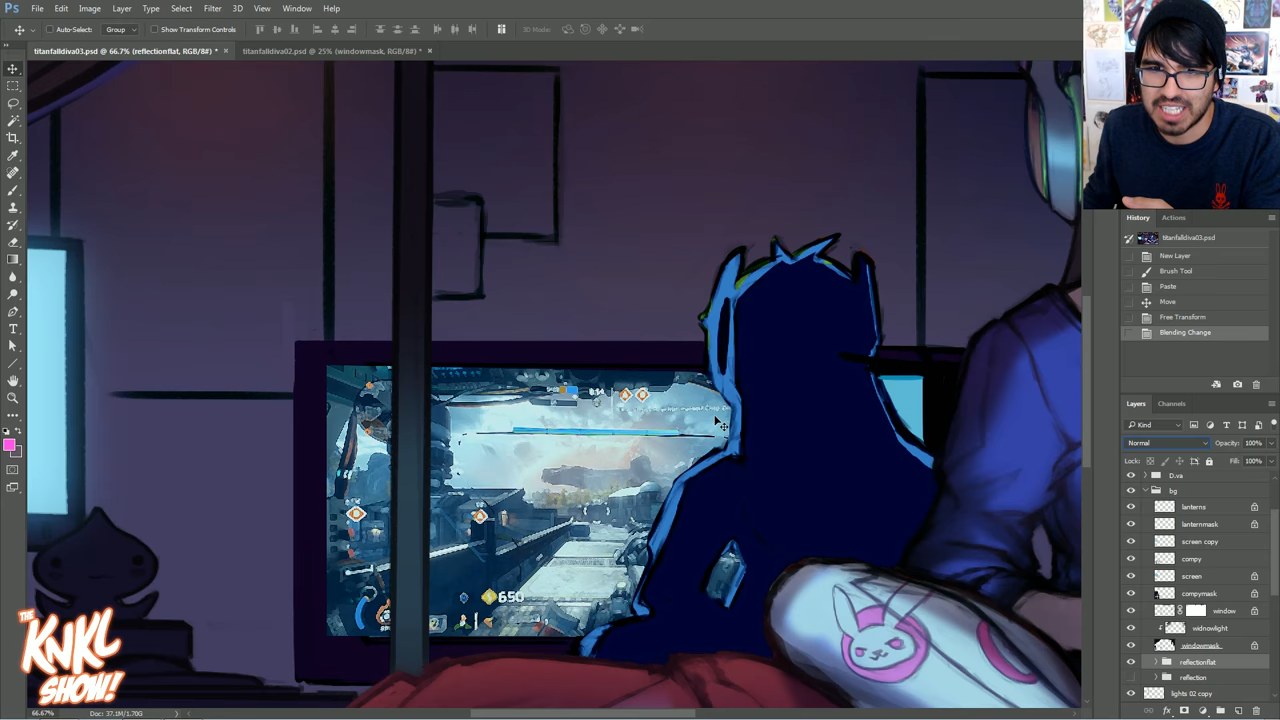 Ps File Edit Image Layer Type Select Filter 3D View Window Help
Auto-Select: Group Show Transform Controls 3D Mode:
titanfalldiva03.psd @ 66.7% (reflectionflat, RGB/8#) * × titanfalldiva02.psd @ 25% (windowmask, RGB/8#) * ×
History Actions
titanfalldiva03.psd
New Layer
Brush Tool
Paste
Move
Free Transform
Blending Change
Layers Channels
Kind
Normal Opacity: 100%
Lock: Fill: 100%
D.va
bg
lanterns
lanternmask
screen copy
compy
screen
compymask
window
widnowlight
windowmask
reflectionflat
reflection
lights 02 copy
650
THE
KNKL
SHOW!
66.67% Doc: 37.1M/1.70G